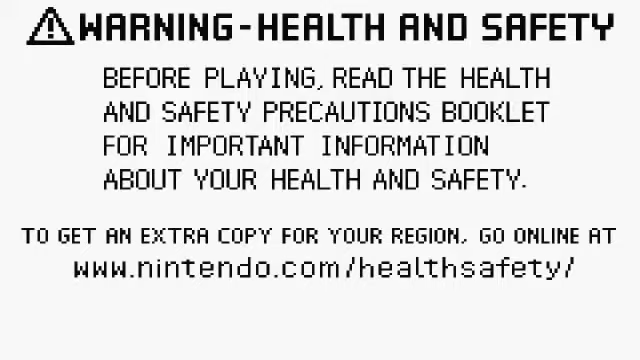 ⚠WARNING-HEALTH AND SAFETY
BEFORE PLAYING, READ THE HEALTH
AND SAFETY PRECAUTIONS BOOKLET
FOR IMPORTANT INFORMATION
ABOUT YOUR HEALTH AND SAFETY.
TO GET AN EXTRA COPY FOR YOUR REGION, GO ONLINE AT
www.nintendo.com/healthsafety/